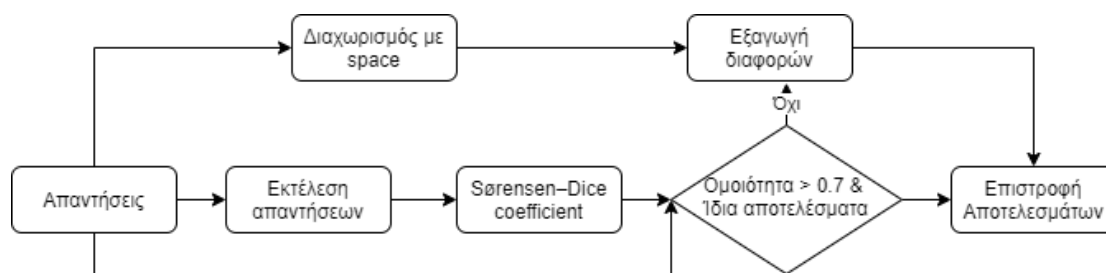 Διαχωρισμός με
space
Εξαγωγή
διαφορών
Όχι
Απαντήσεις
Εκτέλεση
απαντήσεων
Sørensen–Dice
coefficient
Ομοιότητα > 0.7 &
Ίδια αποτελέσματα
Επιστροφή
Αποτελεσμάτων